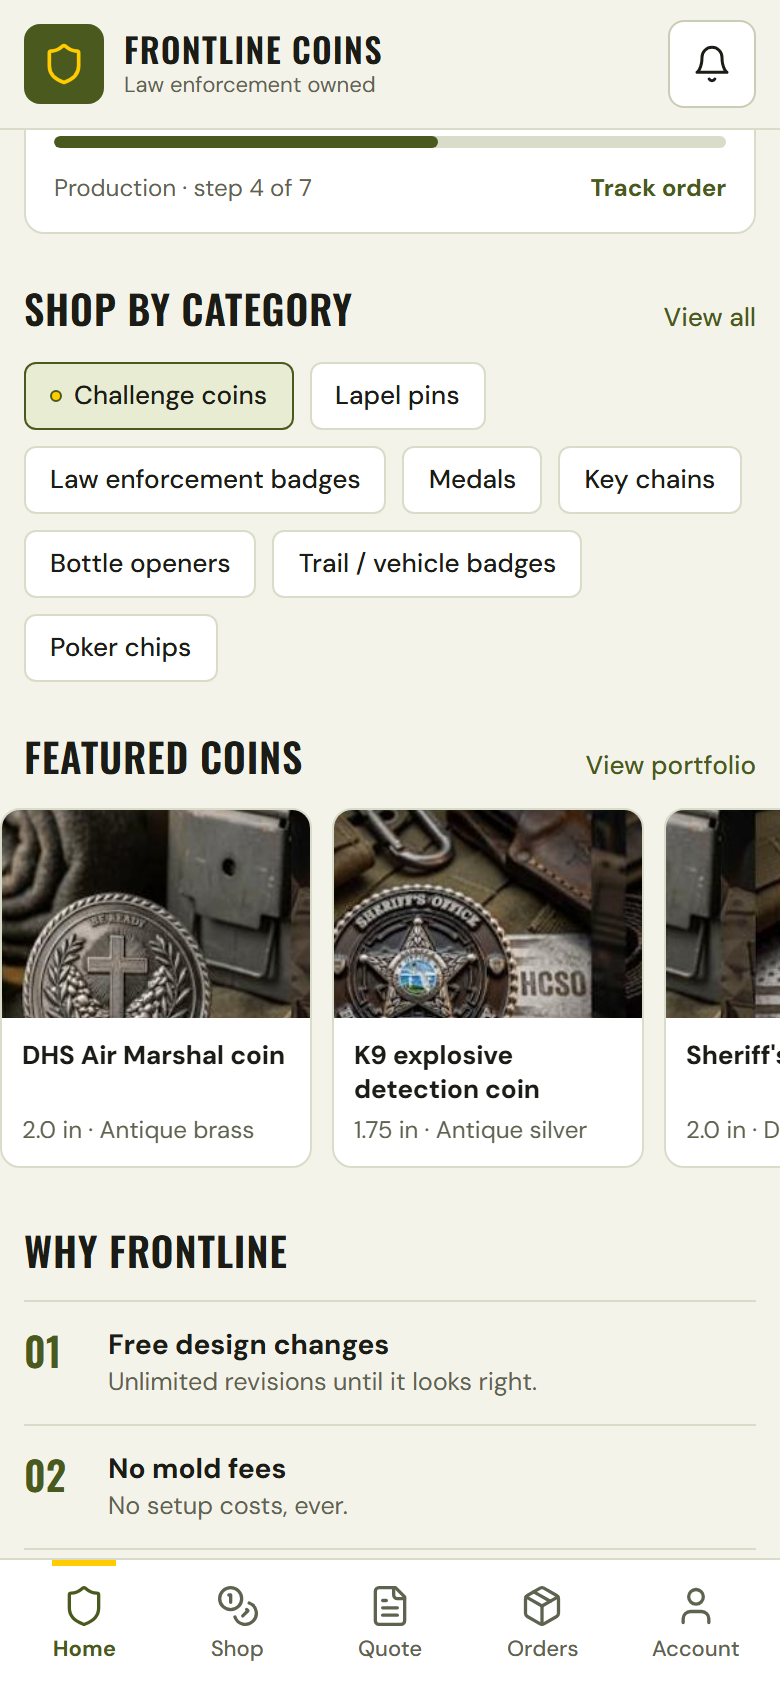 FRONTLINE COINS
Law enforcement owned
Production · step 4 of 7
Track order
SHOP BY CATEGORY
View all
Challenge coins
Lapel pins
Law enforcement badges
Medals
Key chains
Bottle openers
Trail / vehicle badges
Poker chips
FEATURED COINS
View portfolio
SHERIFF'S OFFICE
HCSO
DHS Air Marshal coin
2.0 in · Antique brass
K9 explosive
detection coin
1.75 in · Antique silver
Sheriff's
2.0 in · D
WHY FRONTLINE
01
Free design changes
Unlimited revisions until it looks right.
02
No mold fees
No setup costs, ever.
Home
Shop
Quote
Orders
Account